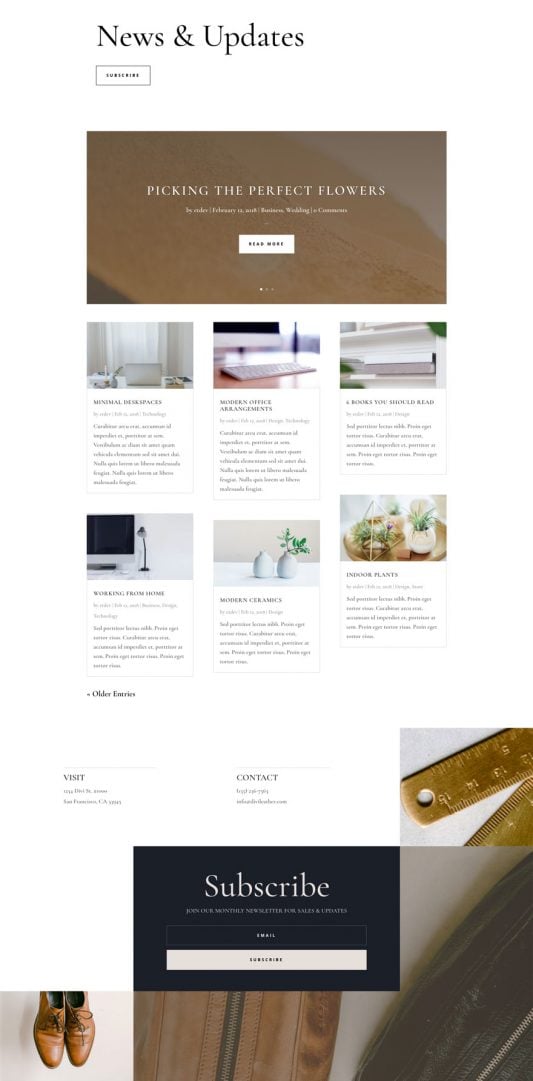 News & Updates
SUBSCRIBE
PICKING THE PERFECT FLOWERS
by etdev | February 12, 2018 | Business, Wedding | 0 Comments
READ MORE
MINIMAL DESKSPACES
by etdev | Feb 12, 2018 | Technology
Curabitur arcu erat, accumsan id
imperdiet et, porttitor at sem.
Vestibulum ac diam sit amet quam
vehicula elementum sed sit amet dui.
Nulla quis lorem ut libero malesuada
feugiat. Nulla quis lorem ut libero
malesuada feugiat.
MODERN OFFICE
ARRANGEMENTS
by etdev | Feb 12, 2018 | Design, Technology
Curabitur arcu erat, accumsan id
imperdiet et, porttitor at sem.
Vestibulum ac diam sit amet quam
vehicula elementum sed sit amet dui.
Nulla quis lorem ut libero malesuada
feugiat. Nulla quis lorem ut libero
malesuada feugiat.
6 BOOKS YOU SHOULD READ
by etdev | Feb 12, 2018 | Design
Sed porttitor lectus nibh. Proin eget
tortor risus. Curabitur arcu erat,
accumsan id imperdiet et, porttitor at
sem. Proin eget tortor risus. Proin eget
tortor risus.
WORKING FROM HOME
by etdev | Feb 12, 2018 | Business, Design,
Technology
Sed porttitor lectus nibh. Proin eget
tortor risus. Curabitur arcu erat,
accumsan id imperdiet et, porttitor at
sem. Proin eget tortor risus. Proin eget
tortor risus.
MODERN CERAMICS
by etdev | Feb 12, 2018 | Design
Sed porttitor lectus nibh. Proin eget
tortor risus. Curabitur arcu erat,
accumsan id imperdiet et, porttitor at
sem. Proin eget tortor risus. Proin eget
tortor risus.
INDOOR PLANTS
by etdev | Feb 12, 2018 | Design,
Sed porttitor lectus nibh. Proin eget
tortor risus. Curabitur arcu erat,
accumsan id imperdiet et, porttitor at
sem. Proin eget tortor risus. Proin eget
tortor risus.
« Older Entries
VISIT
1234 Divi St. #1000
San Francisco, CA 33945
CONTACT
(135) 236-7563
info@divileather.com
15
16
5
Subscribe
JOIN OUR MONTHLY NEWSLETTER FOR SALES & UPDATES
EMAIL
SUBSCRIBE